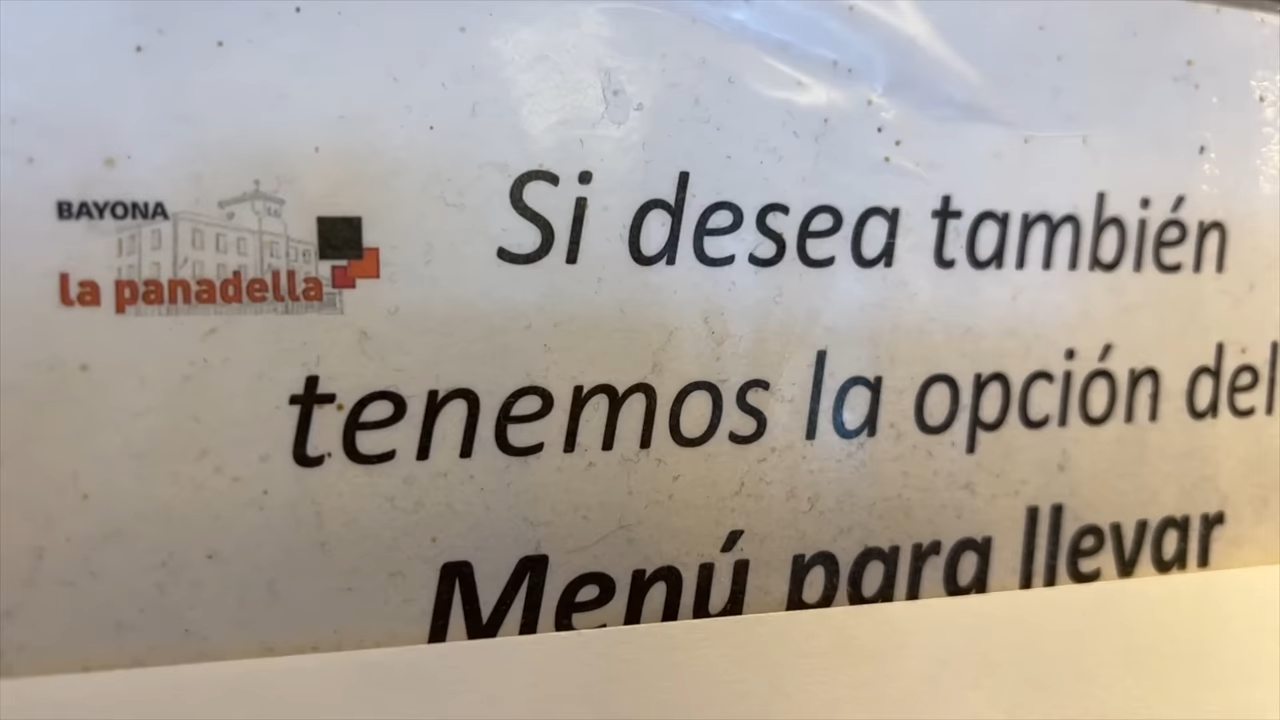 BAYONA
la panadella
Si desea también
tenemos la opción del
Menú para llevar